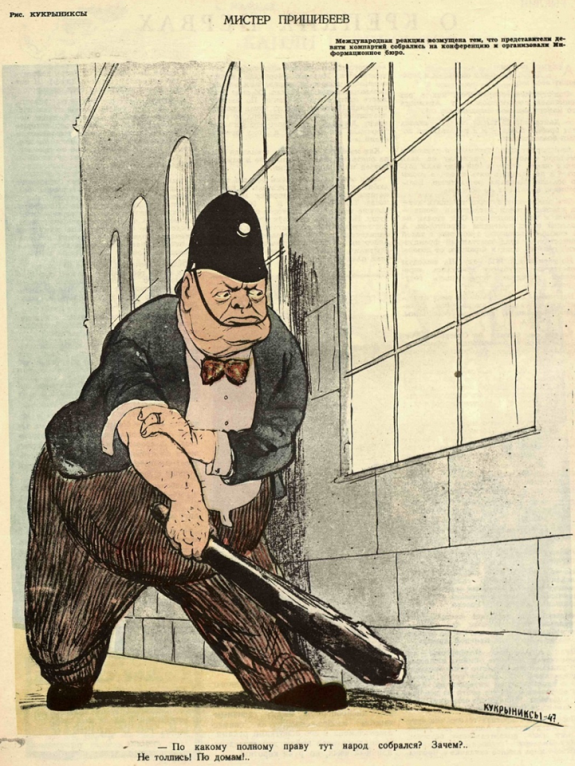 Рис. КУКРЫНИКСЫ
МИСТЕР ПРИШИБЕЕВ
Международная реакция возмущена тем, что представители де-
вяти компартий собрались на конференцию и организовали Ин-
формационное бюро.
КУКРЫНИКСЫ-47.
— По какому полному праву тут народ собрался? Зачем?..
Не толпись! По домам!..